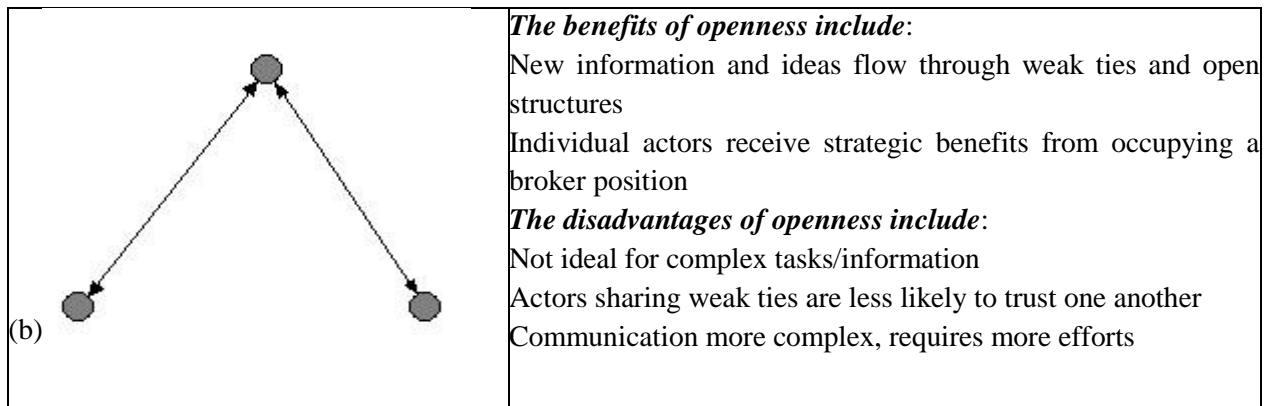 (b)
The benefits of openness include:
New information and ideas flow through weak ties and open
structures
Individual actors receive strategic benefits from occupying a
broker position
The disadvantages of openness include:
Not ideal for complex tasks/information
Actors sharing weak ties are less likely to trust one another
Communication more complex, requires more efforts